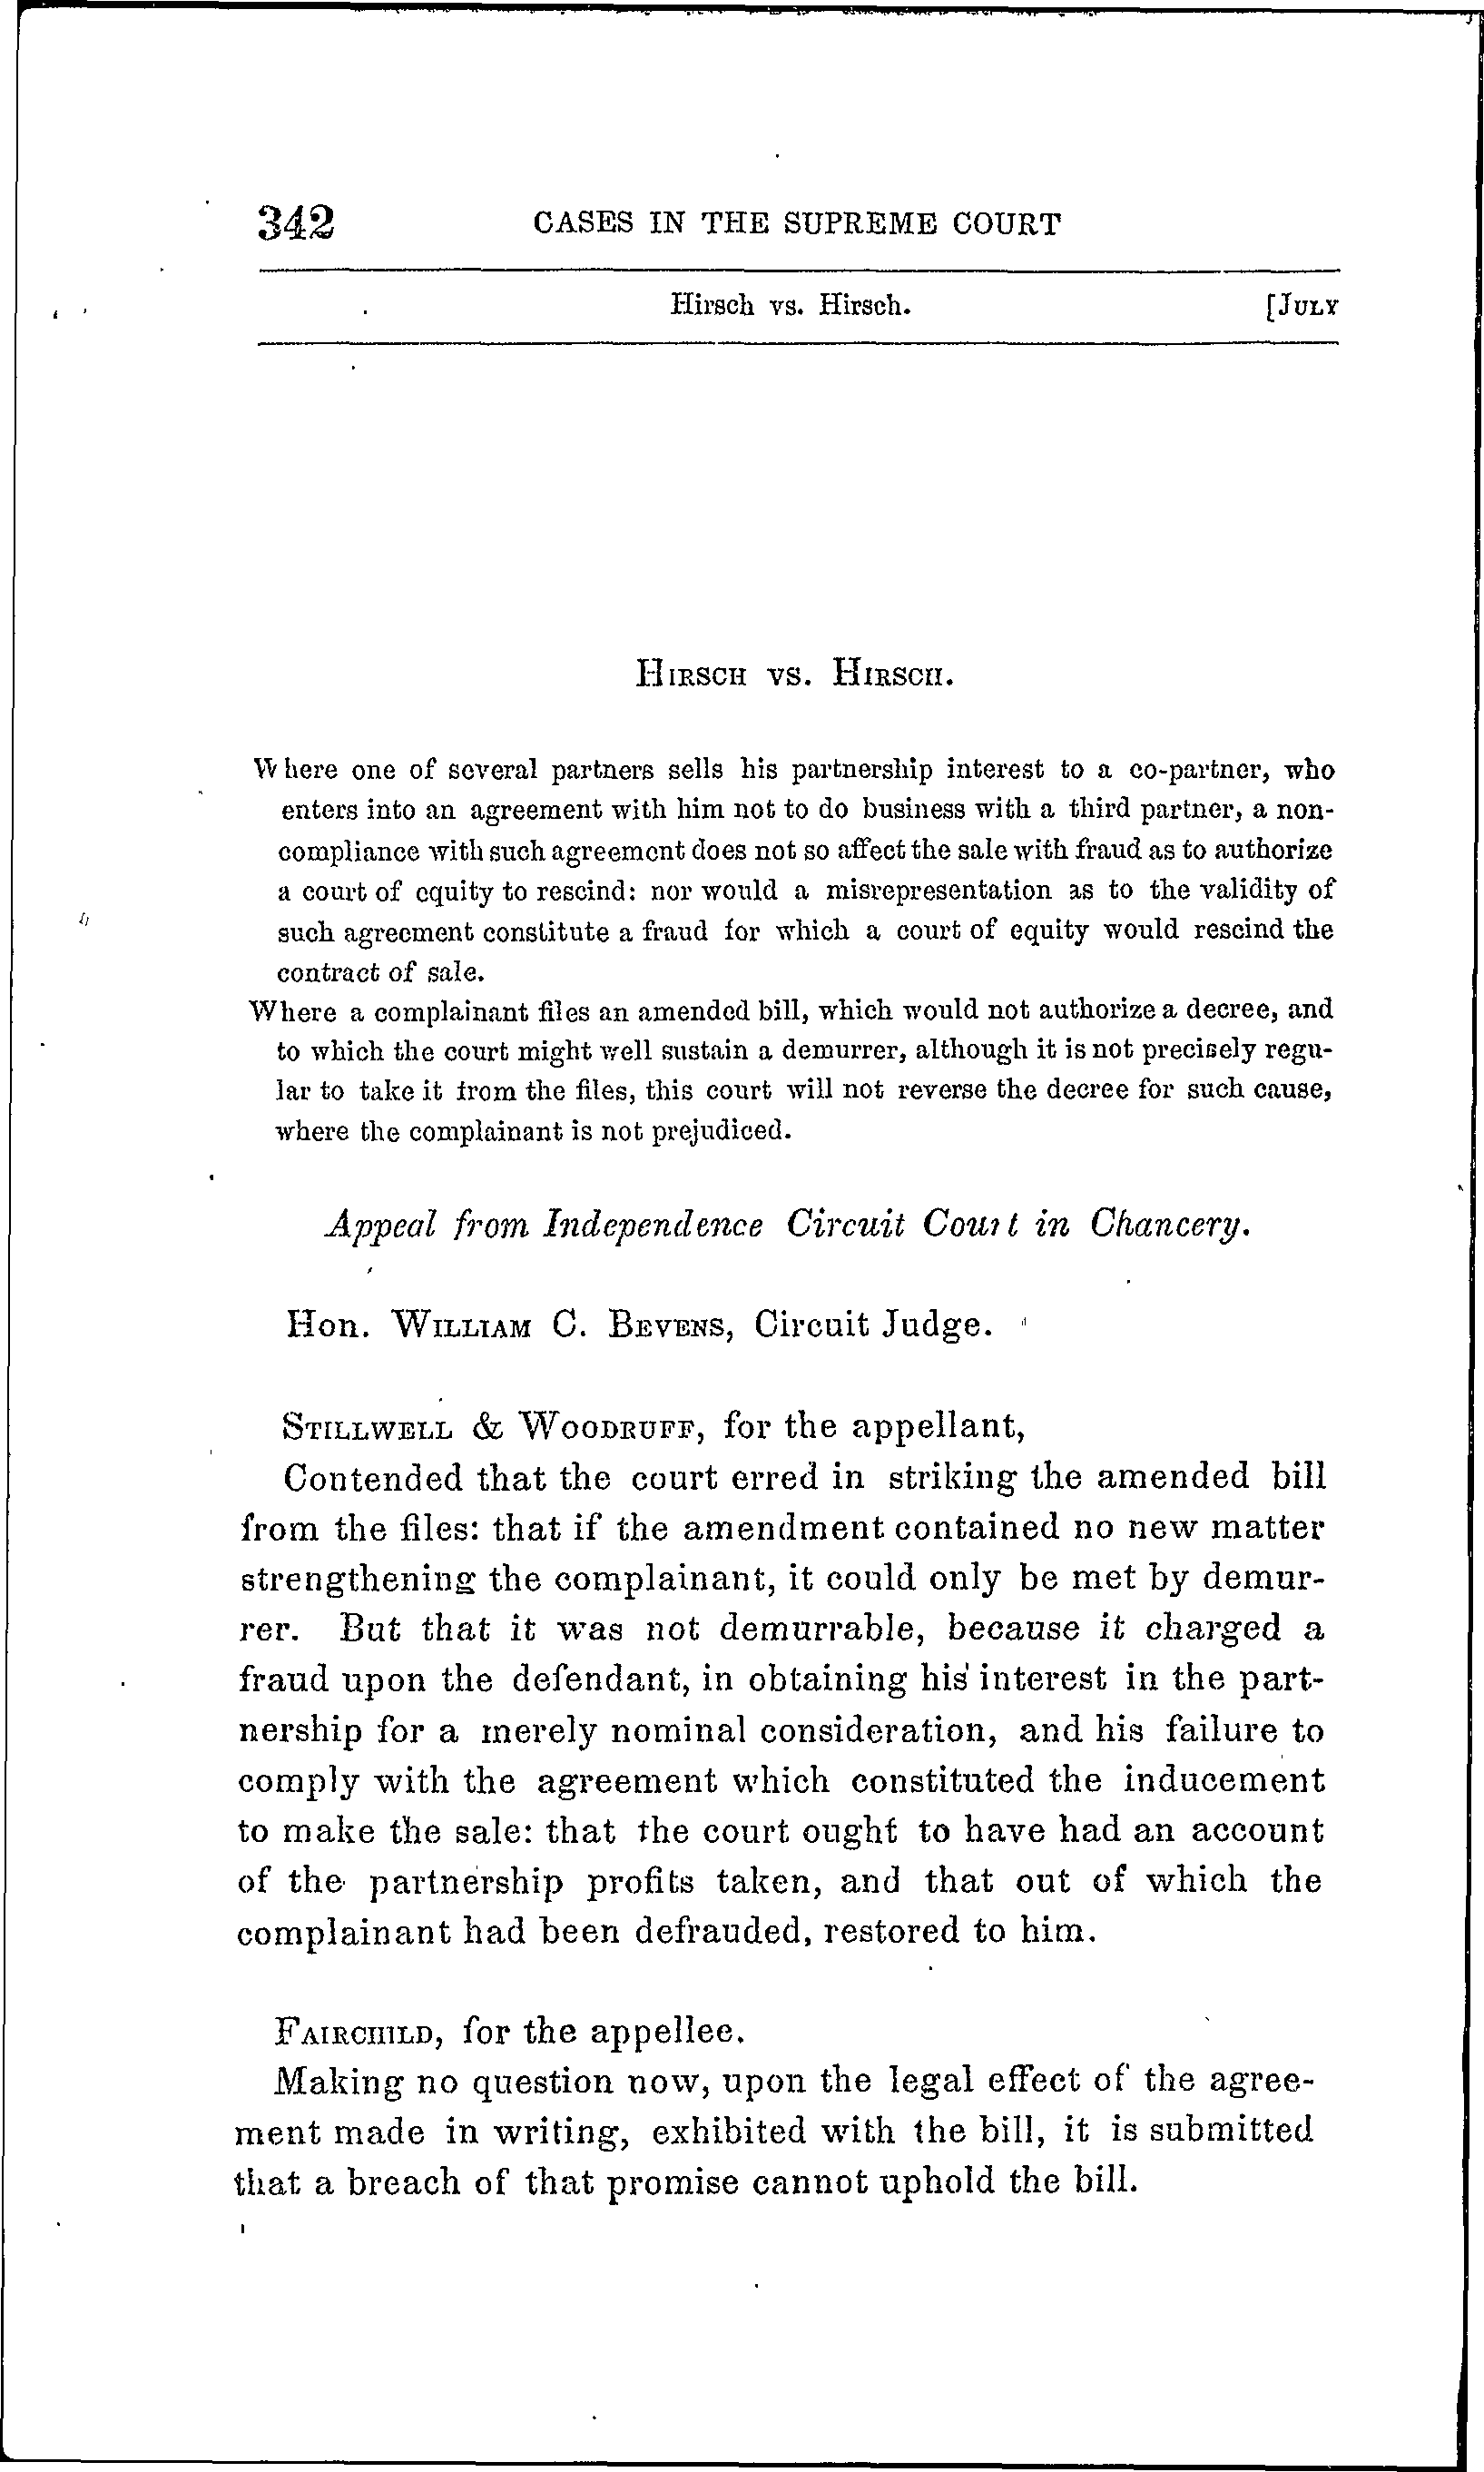 342 CASES IN THE SUPREME COURT
Hirsch vs. Hirsch. [JULY
HIRSCH vs. HIRSCH.
Where one of several partners sells his partnership interest to a co-partner, who
enters into an agreement with him not to do business with a third partner, a non-
compliance with such agreement does not so affect the sale with fraud as to authorize
a court of equity to rescind: nor would a misrepresentation as to the validity of
such agreement constitute a fraud for which a court of equity would rescind the
contract of sale.
Where a complainant files an amended bill, which would not authorize a decree, and
to which the court might well sustain a demurrer, although it is not precisely regu-
lar to take it from the files, this court will not reverse the decree for such cause,
where the complainant is not prejudiced.
Appeal from Independence Circuit Court in Chancery.
Hon. WILLIAM C. BEVENS, Circuit Judge.
STILLWELL & WOODRUFF, for the appellant,
Contended that the court erred in striking the amended bill
from the files: that if the amendment contained no new matter
strengthening the complainant, it could only be met by demur-
rer. But that it was not demurrable, because it charged a
fraud upon the defendant, in obtaining his interest in the part-
nership for a merely nominal consideration, and his failure to
comply with the agreement which constituted the inducement
to make the sale: that the court ought to have had an account
of the partnership profits taken, and that out of which the
complainant had been defrauded, restored to him.
FAIRCHILD, for the appellee.
Making no question now, upon the legal effect of the agree-
ment made in writing, exhibited with the bill, it is submitted
that a breach of that promise cannot uphold the bill.